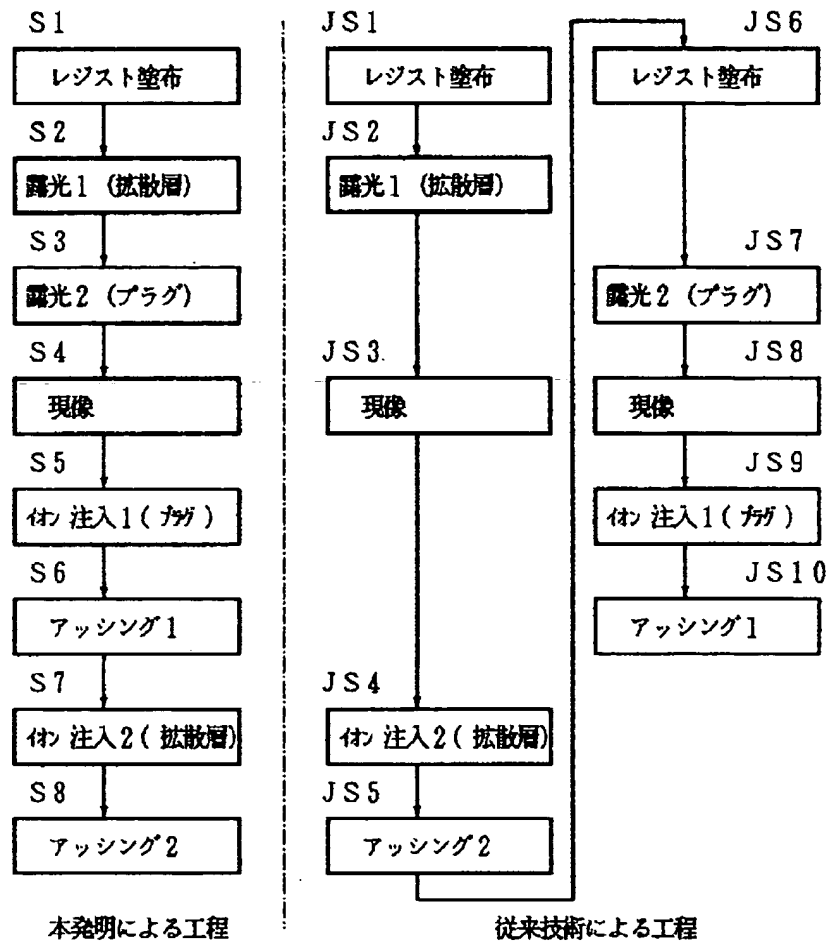 S1
レジスト塗布
S2
露光1（拡散層）
S3
露光2（プラグ）
S4
現像
S5
ｲｵﾝ 注入1（ﾌﾟﾗｸﾞ）
S6
アッシング1
S7
ｲｵﾝ 注入2（拡散層）
S8
アッシング2
本発明による工程
JS1
レジスト塗布
JS2
露光1（拡散層）
JS3
現像
JS4
ｲｵﾝ 注入2（拡散層）
JS5
アッシング2
JS6
レジスト塗布
JS7
露光2（プラグ）
JS8
現像
JS9
ｲｵﾝ 注入1（ﾌﾟﾗｸﾞ）
JS10
アッシング1
従来技術による工程